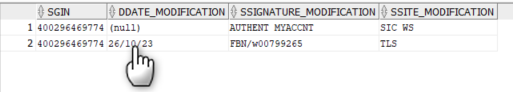 SGIN DDATE_MODIFICATION SSIGNATURE_MODIFICATION SSITE_MODIFICATION
1 400296469774 (null) AUTHENT MYACCNT SIC WS
2 400296469774 26/10/23 FBN/w00799265 TLS